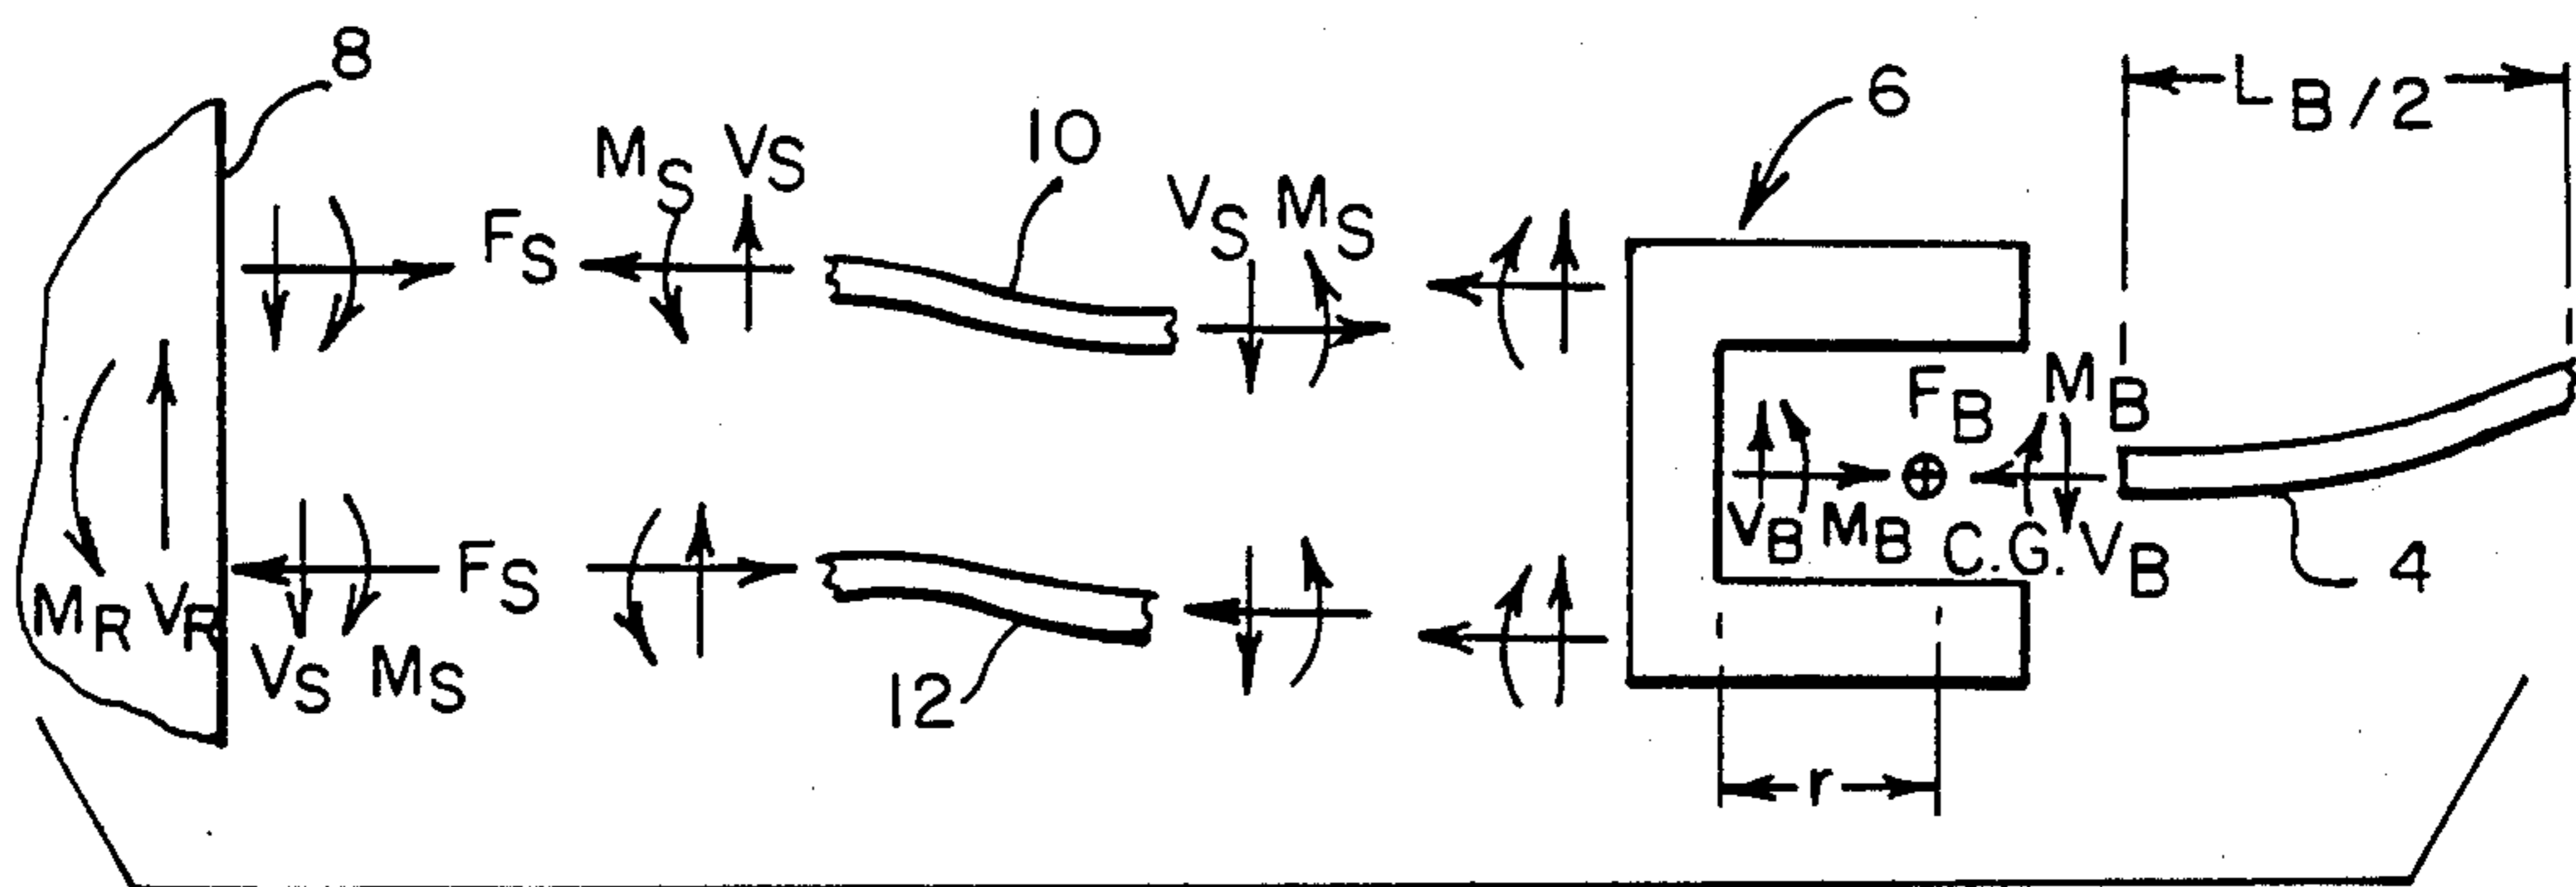 8
10
6
L_B/2
M_S V_S
V_S M_S
F_S
F_B
M_B
V_B M_B
C.G.
V_B
4
F_S
M_R V_R
V_S M_S
12
r